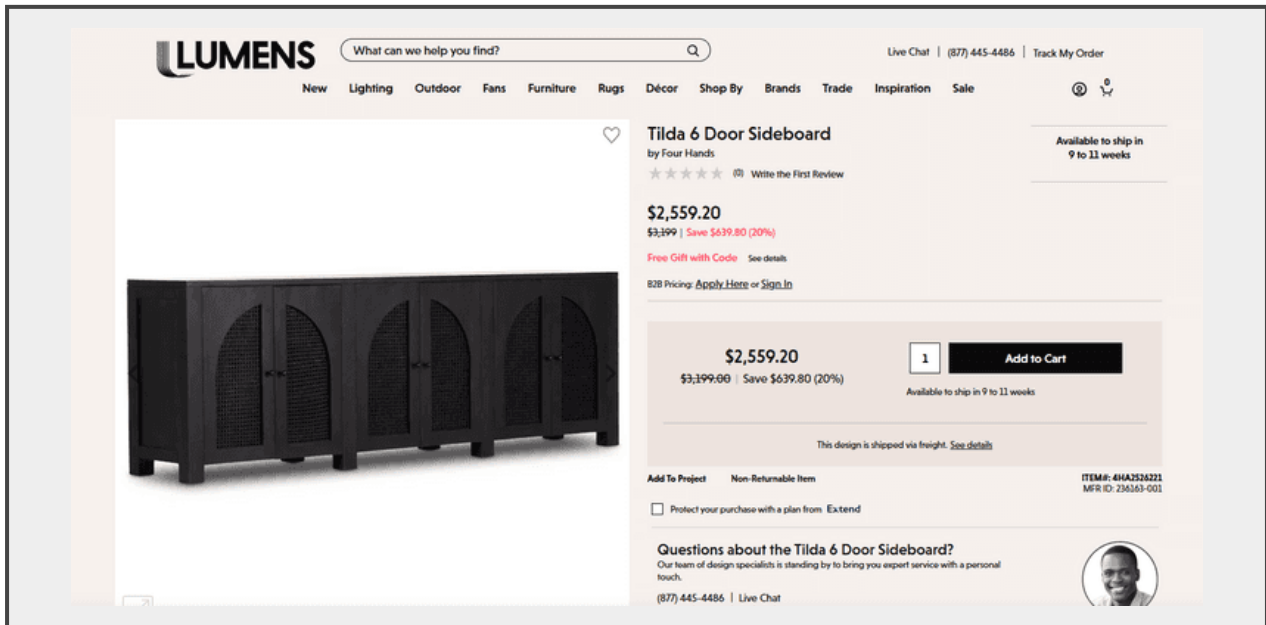 LUMENS
What can we help you find?
Live Chat | (877) 445-4486 | Track My Order
New Lighting Outdoor Fans Furniture Rugs Décor Shop By Brands Trade Inspiration Sale
0
Tilda 6 Door Sideboard
by Four Hands
(0) Write the First Review
Available to ship in
9 to 11 weeks
$2,559.20
$3,199 | Save $639.80 (20%)
Free Gift with Code See details
B2B Pricing: Apply Here or Sign In
$2,559.20
$3,199.00 | Save $639.80 (20%)
1
Add to Cart
Available to ship in 9 to 11 weeks
This design is shipped via freight. See details
Add To Project Non-Returnable Item
ITEM#: 4HA2526221
MFR ID: 236163-001
Protect your purchase with a plan from Extend
Questions about the Tilda 6 Door Sideboard?
Our team of design specialists is standing by to bring you expert service with a personal
touch.
(877) 445-4486 | Live Chat